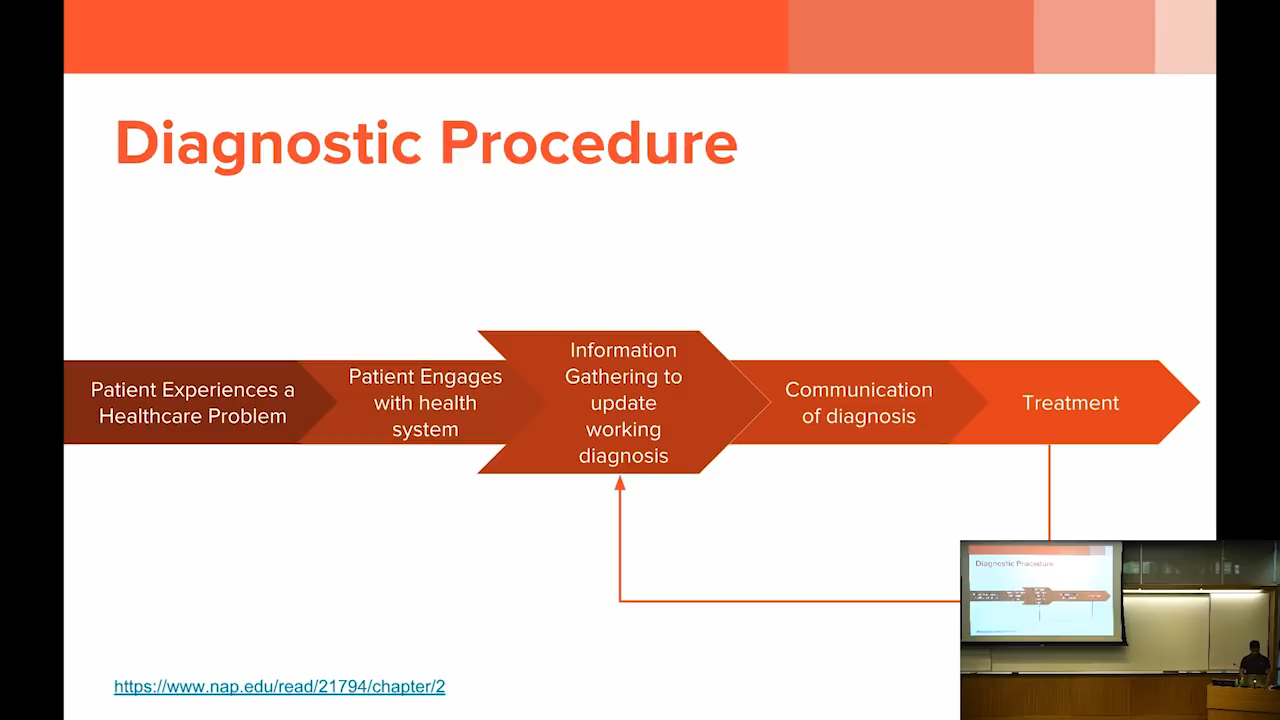 Diagnostic Procedure
Patient Experiences a
Healthcare Problem
Patient Engages
with health
system
Information
Gathering to
update
working
diagnosis
Communication
of diagnosis
Treatment
https://www.nap.edu/read/21794/chapter/2
Diagnostic Procedure